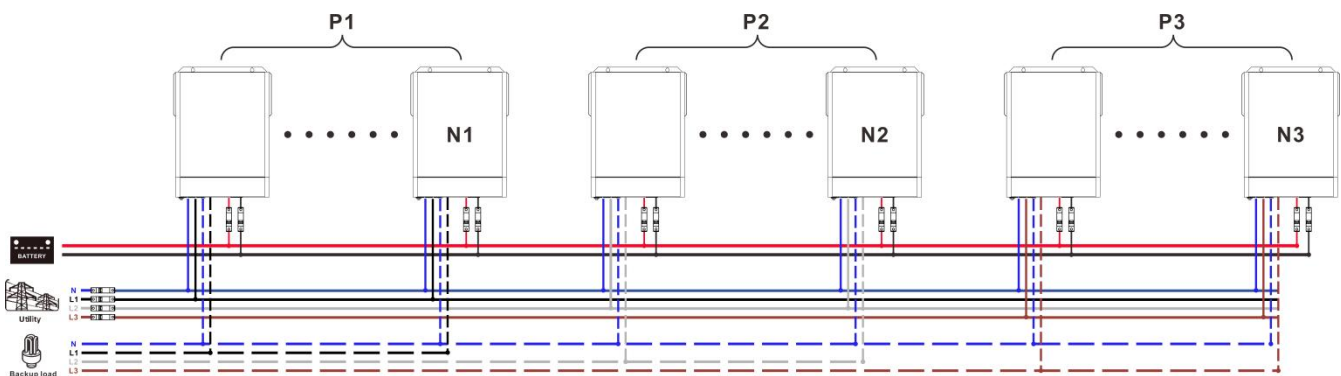 P1
P2
P3
N1
N2
N3
BATTERY
N
L1
L2
L3
Utility
N
L1
L2
L3
Backup load